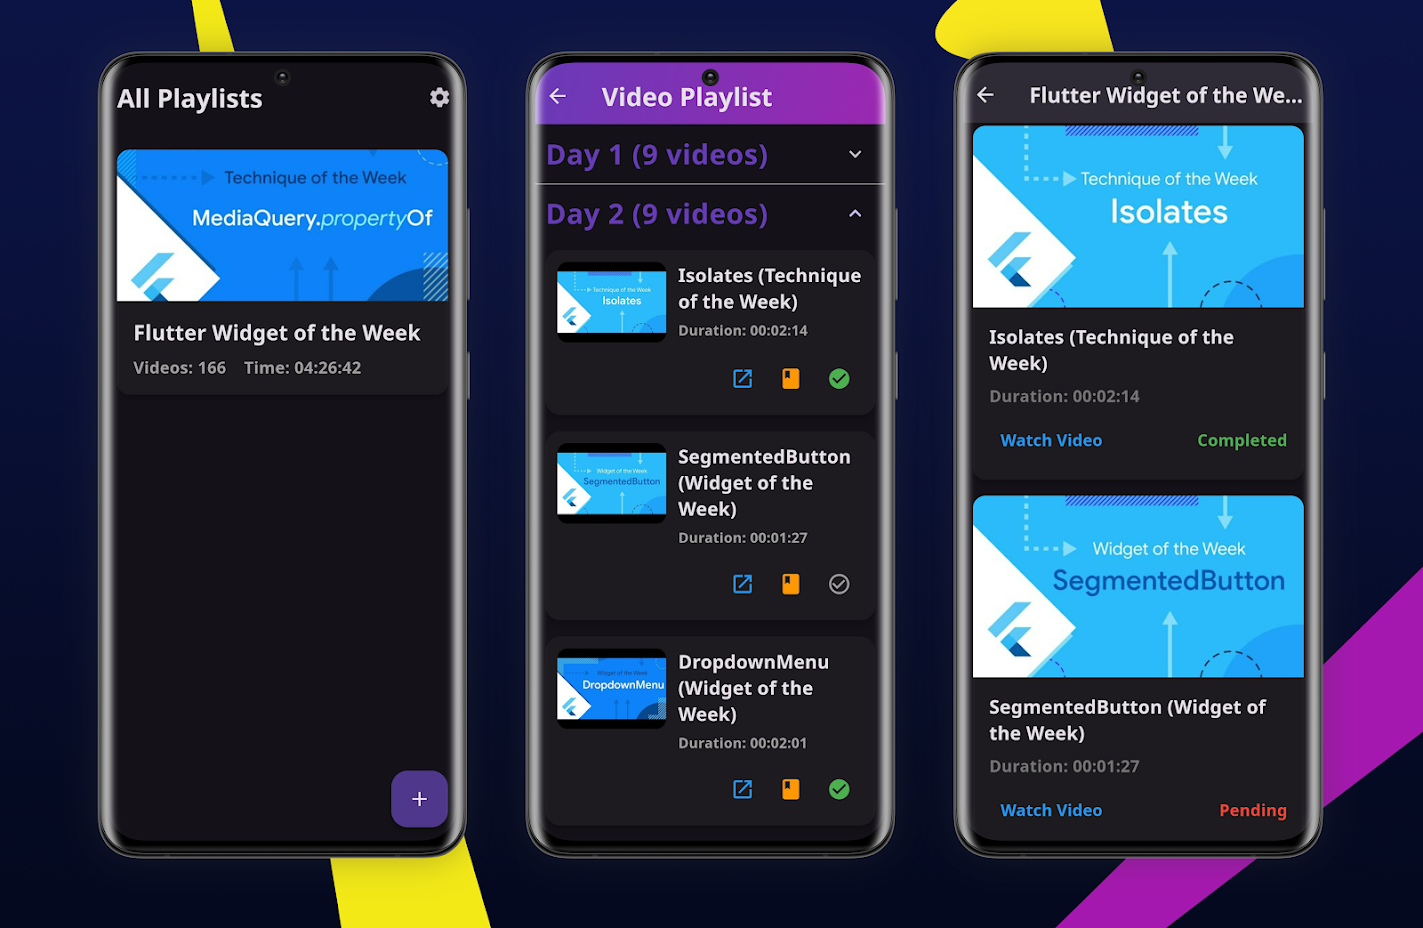 All Playlists
Technique of the Week
MediaQuery.propertyOf
Flutter Widget of the Week
Videos: 166 Time: 04:26:42
+
Video Playlist
Day 1 (9 videos)
Day 2 (9 videos)
Technique of the Week
Isolates
Isolates (Technique
of the Week)
Duration: 00:02:14
Widget of the Week
SegmentedButton
SegmentedButton
(Widget of the
Week)
Duration: 00:01:27
Widget of the Week
DropdownMenu
DropdownMenu
(Widget of the
Week)
Duration: 00:02:01
Flutter Widget of the We...
Technique of the Week
Isolates
Isolates (Technique of the
Week)
Duration: 00:02:14
Watch Video Completed
Widget of the Week
SegmentedButton
SegmentedButton (Widget of
the Week)
Duration: 00:01:27
Watch Video Pending